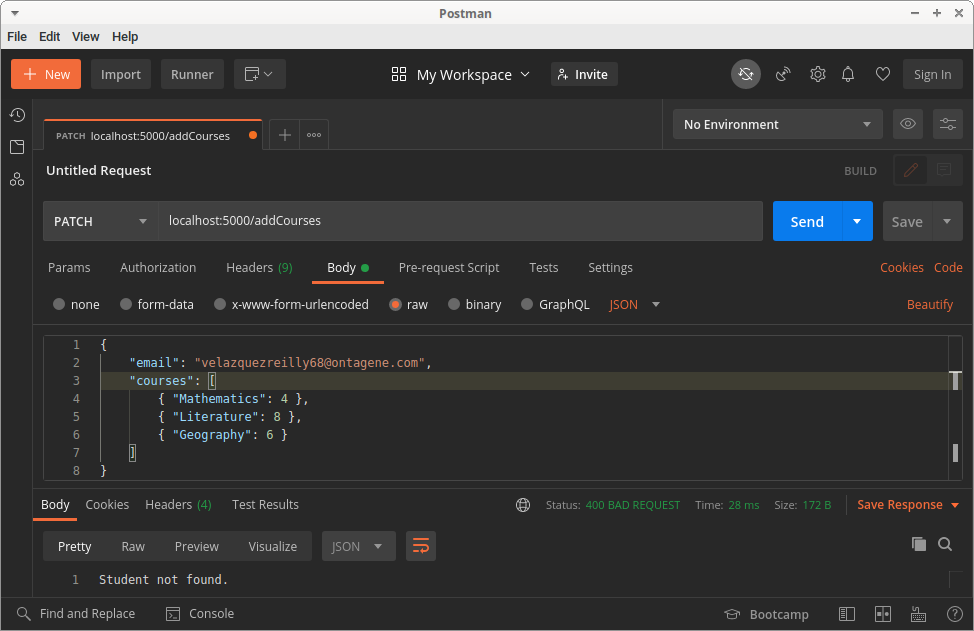 Postman
File Edit View Help
New Import Runner My Workspace Invite Sign In
PATCH localhost:5000/addCourses No Environment
Untitled Request BUILD
PATCH localhost:5000/addCourses Send Save
Params Authorization Headers (9) Body Pre-request Script Tests Settings Cookies Code
none form-data x-www-form-urlencoded raw binary GraphQL JSON Beautify
1 {
2 "email": "velazquezreilly68@ontagene.com",
3 "courses": [
4 { "Mathematics": 4 },
5 { "Literature": 8 },
6 { "Geography": 6 }
7 ]
8 }
Body Cookies Headers (4) Test Results Status: 400 BAD REQUEST Time: 28 ms Size: 172 B Save Response
Pretty Raw Preview Visualize JSON
1 Student not found.
Find and Replace Console Bootcamp